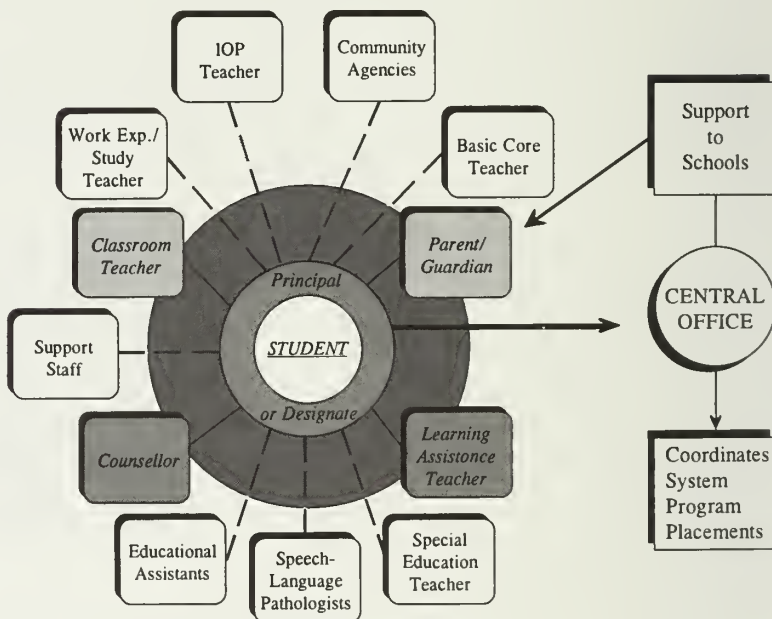 IOP
Teacher
Community
Agencies
Work Exp./
Study
Teacher
Basic Core
Teacher
Support
to
Schools
Classroom
Teacher
Parent/
Guardian
Principal
STUDENT
or Designate
CENTRAL
OFFICE
Support
Staff
Counsellor
Learning
Assistonce
Teacher
Coordinates
System
Program
Placements
Educational
Assistants
Speech-
Language
Pathologists
Special
Education
Teacher